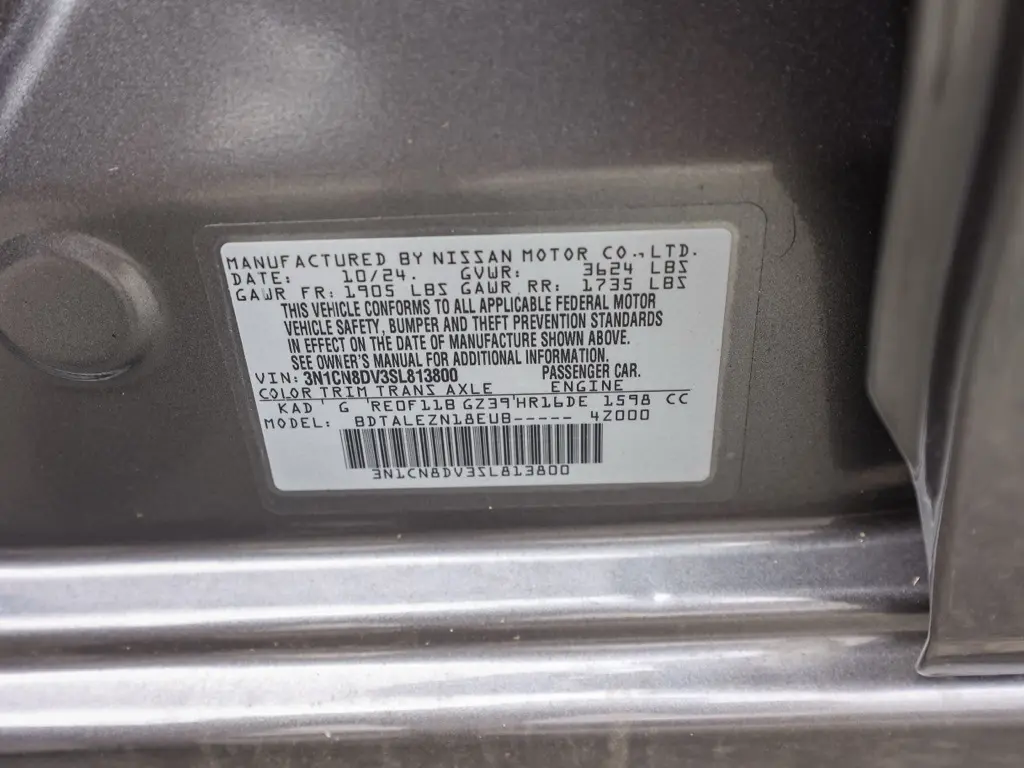 MANUFACTURED BY NISSAN MOTOR CO.,LTD.
DATE: 10/24. GVWR: 3624 LBS
GAWR FR: 1905 LBS GAWR RR: 1735 LBS
THIS VEHICLE CONFORMS TO ALL APPLICABLE FEDERAL MOTOR
VEHICLE SAFETY, BUMPER AND THEFT PREVENTION STANDARDS
IN EFFECT ON THE DATE OF MANUFACTURE SHOWN ABOVE.
SEE OWNER'S MANUAL FOR ADDITIONAL INFORMATION.
VIN: 3N1CN8DV3SL813800 PASSENGER CAR.
COLOR TRIM TRANS AXLE ENGINE
KAD ' G 'RE0F11B GZ39'HR16DE 1598 CC
MODEL: BDTALEZN18EUB----- 4Z000
3N1CN8DV3SL813800